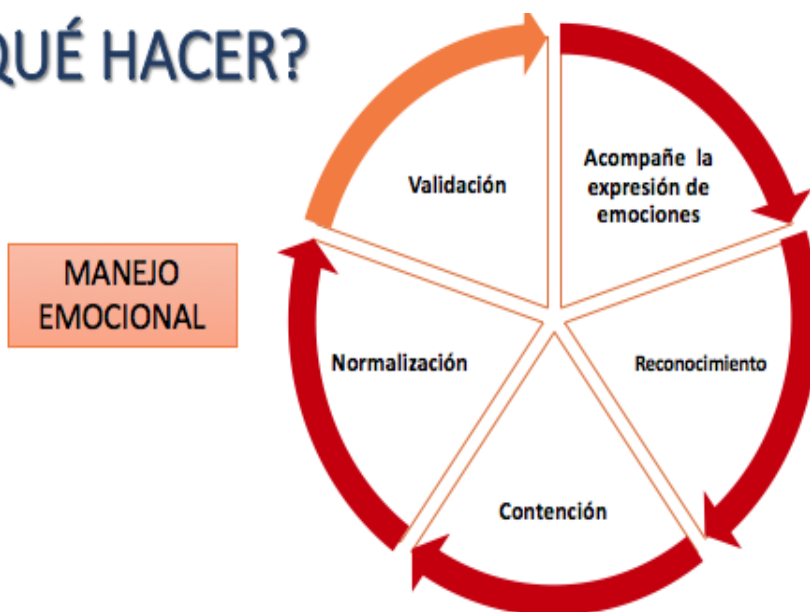 QUÉ HACER?
Validación
Acompañe la
expresión de
emociones
MANEJO
EMOCIONAL
Normalización
Reconocimiento
Contención